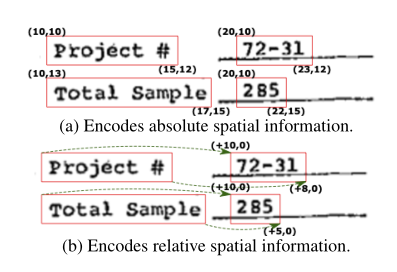 (10,10) (20,10)
Project # 72-31
(15,12) (23,12)
(10,13) (20,10)
Total Sample 285
(17,15) (22,15)
(a) Encodes absolute spatial information.
(+10,0)
Project # 72-31
(+10,0) (+8,0)
Total Sample 285
(+5,0)
(b) Encodes relative spatial information.